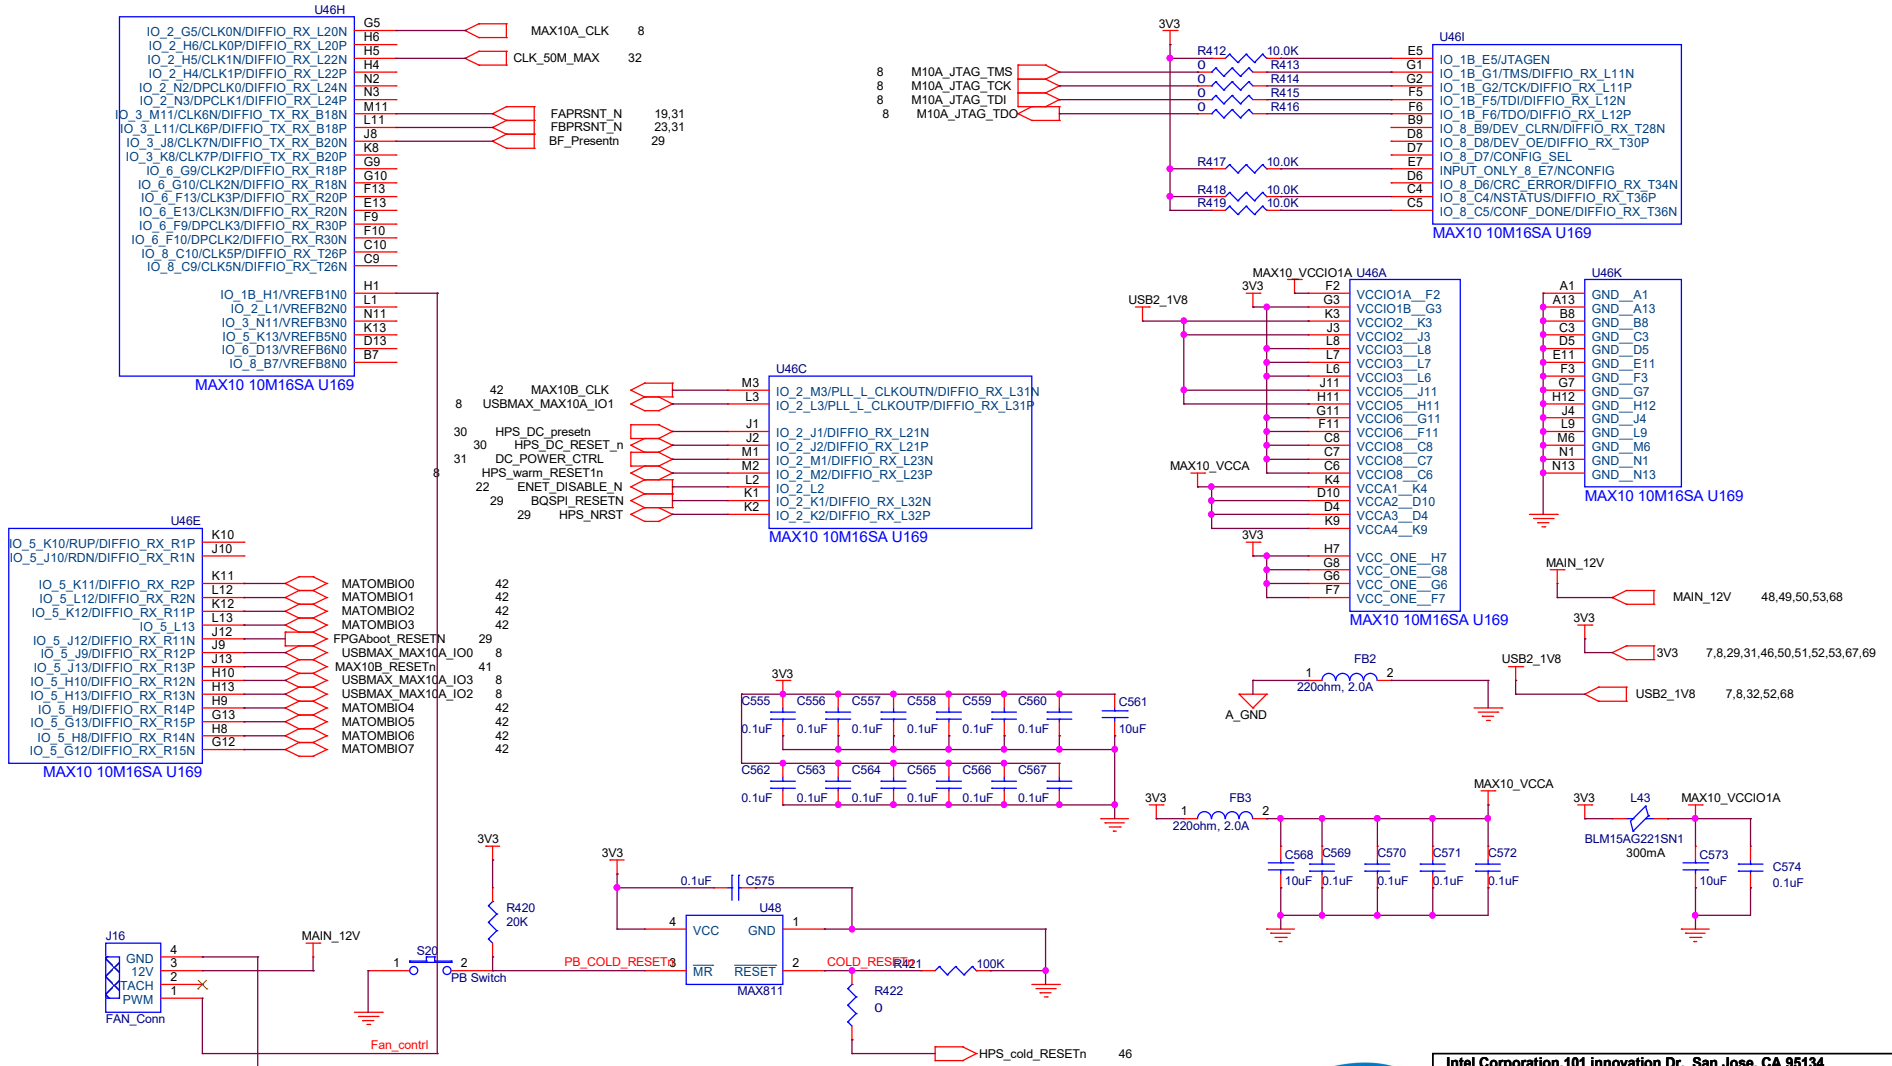 U46H
IO_2_G5/CLK0N/DIFFIO_RX_L20N G5 MAX10A_CLK 8
IO_2_H6/CLK0P/DIFFIO_RX_L20P H6
IO_2_H5/CLK1N/DIFFIO_RX_L22N H5 CLK_50M_MAX 32
IO_2_H4/CLK1P/DIFFIO_RX_L22P H4
IO_2_N2/DPCLK0/DIFFIO_RX_L24N N2
IO_2_N3/DPCLK1/DIFFIO_RX_L24P N3
IO_3_M11/CLK6N/DIFFIO_TX_RX_B18N M11 FAPRSNT_N 19,31
IO_3_L11/CLK6P/DIFFIO_TX_RX_B18P L11 FBPRSNT_N 23,31
IO_3_J8/CLK7N/DIFFIO_TX_RX_B20N J8 BF_Presentn 29
IO_3_K8/CLK7P/DIFFIO_TX_RX_B20P K8
IO_6_G9/CLK2P/DIFFIO_RX_R18P G9
IO_6_G10/CLK2N/DIFFIO_RX_R18N G10
IO_6_F13/CLK3P/DIFFIO_RX_R20P F13
IO_6_E13/CLK3N/DIFFIO_RX_R20N E13
IO_6_F9/DPCLK3/DIFFIO_RX_R30P F9
IO_6_F10/DPCLK2/DIFFIO_RX_R30N F10
IO_8_C10/CLK5P/DIFFIO_RX_T26P C10
IO_8_C9/CLK5N/DIFFIO_RX_T26N C9
IO_1B_H1/VREFB1N0 H1
IO_2_L1/VREFB2N0 L1
IO_3_N11/VREFB3N0 N11
IO_5_K13/VREFB5N0 K13
IO_6_D13/VREFB6N0 D13
IO_8_B7/VREFB8N0 B7
MAX10 10M16SA U169
3V3
U46I
R412 10.0K E5 IO_1B_E5/JTAGEN
8 M10A_JTAG_TMS 0 R413 G1 IO_1B_G1/TMS/DIFFIO_RX_L11N
8 M10A_JTAG_TCK 0 R414 G2 IO_1B_G2/TCK/DIFFIO_RX_L11P
8 M10A_JTAG_TDI 0 R415 F5 IO_1B_F5/TDI/DIFFIO_RX_L12N
8 M10A_JTAG_TDO 0 R416 F6 IO_1B_F6/TDO/DIFFIO_RX_L12P
B9 IO_8_B9/DEV_CLRN/DIFFIO_RX_T28N
D8 IO_8_D8/DEV_OE/DIFFIO_RX_T30P
D7 IO_8_D7/CONFIG_SEL
R417 10.0K E7 INPUT_ONLY_8_E7/NCONFIG
D6 IO_8_D6/CRC_ERROR/DIFFIO_RX_T34N
R418 10.0K C4 IO_8_C4/NSTATUS/DIFFIO_RX_T36P
R419 10.0K C5 IO_8_C5/CONF_DONE/DIFFIO_RX_T36N
MAX10 10M16SA U169
U46C
42 MAX10B_CLK M3 IO_2_M3/PLL_L_CLKOUTN/DIFFIO_RX_L31N
8 USBMAX_MAX10A_IO1 L3 IO_2_L3/PLL_L_CLKOUTP/DIFFIO_RX_L31P
30 HPS_DC_presetn J1 IO_2_J1/DIFFIO_RX_L21N
30 HPS_DC_RESET_n J2 IO_2_J2/DIFFIO_RX_L21P
31 DC_POWER_CTRL M1 IO_2_M1/DIFFIO_RX_L23N
8 HPS_warm_RESET1n M2 IO_2_M2/DIFFIO_RX_L23P
22 ENET_DISABLE_N L2 IO_2_L2
29 BQSPI_RESETN K1 IO_2_K1/DIFFIO_RX_L32N
29 HPS_NRST K2 IO_2_K2/DIFFIO_RX_L32P
MAX10 10M16SA U169
MAX10_VCCIO1A U46A
3V3
USB2_1V8
F2 VCCIO1A__F2
G3 VCCIO1B__G3
K3 VCCIO2__K3
J3 VCCIO2__J3
L8 VCCIO3__L8
L7 VCCIO3__L7
L6 VCCIO3__L6
J11 VCCIO5__J11
H11 VCCIO5__H11
G11 VCCIO6__G11
F11 VCCIO6__F11
C8 VCCIO8__C8
C7 VCCIO8__C7
C6 VCCIO8__C6
MAX10_VCCA
K4 VCCA1__K4
D10 VCCA2__D10
D4 VCCA3__D4
K9 VCCA4__K9
3V3
H7 VCC_ONE__H7
G8 VCC_ONE__G8
G6 VCC_ONE__G6
F7 VCC_ONE__F7
MAX10 10M16SA U169
U46K
A1 GND__A1
A13 GND__A13
B8 GND__B8
C3 GND__C3
D5 GND__D5
E11 GND__E11
F3 GND__F3
G7 GND__G7
H12 GND__H12
J4 GND__J4
L9 GND__L9
M6 GND__M6
N1 GND__N1
N13 GND__N13
MAX10 10M16SA U169
U46E
IO_5_K10/RUP/DIFFIO_RX_R1P K10
IO_5_J10/RDN/DIFFIO_RX_R1N J10
IO_5_K11/DIFFIO_RX_R2P K11 MATOMBIO0 42
IO_5_L12/DIFFIO_RX_R2N L12 MATOMBIO1 42
IO_5_K12/DIFFIO_RX_R11P K12 MATOMBIO2 42
IO_5_L13 L13 MATOMBIO3 42
IO_5_J12/DIFFIO_RX_R11N J12 FPGAboot_RESETN 29
IO_5_J9/DIFFIO_RX_R12P J9 USBMAX_MAX10A_IO0 8
IO_5_J13/DIFFIO_RX_R13P J13 MAX10B_RESETn 41
IO_5_H10/DIFFIO_RX_R12N H10 USBMAX_MAX10A_IO3 8
IO_5_H13/DIFFIO_RX_R13N H13 USBMAX_MAX10A_IO2 8
IO_5_H9/DIFFIO_RX_R14P H9 MATOMBIO4 42
IO_5_G13/DIFFIO_RX_R15P G13 MATOMBIO5 42
IO_5_H8/DIFFIO_RX_R14N H8 MATOMBIO6 42
IO_5_G12/DIFFIO_RX_R15N G12 MATOMBIO7 42
MAX10 10M16SA U169
MAIN_12V
MAIN_12V 48,49,50,53,68
3V3
3V3 7,8,29,31,46,50,51,52,53,67,69
USB2_1V8
USB2_1V8 7,8,32,52,68
FB2
1 2
220ohm, 2.0A
A_GND
3V3
C555 C556 C557 C558 C559 C560 C561
0.1uF 0.1uF 0.1uF 0.1uF 0.1uF 0.1uF 10uF
C562 C563 C564 C565 C566 C567
0.1uF 0.1uF 0.1uF 0.1uF 0.1uF 0.1uF
MAX10_VCCA
3V3 1 FB3 2
220ohm, 2.0A
C568 C569 C570 C571 C572
10uF 0.1uF 0.1uF 0.1uF 0.1uF
3V3 L43 MAX10_VCCIO1A
BLM15AG221SN1
300mA
C573 C574
10uF 0.1uF
3V3
R420
20K
3V3
0.1uF C575
U48
4 VCC GND 1
PB_COLD_RESETn 3 MR RESET 2 COLD_RESETn R421 100K
MAX811
R422
0
HPS_cold_RESETn 46
S20
1 2
PB Switch
J16
MAIN_12V
GND 4
12V 3
TACH 2
PWM 1
FAN_Conn
Fan_contrl
Intel Corporation,101 innovation Dr, San Jose, CA 95134